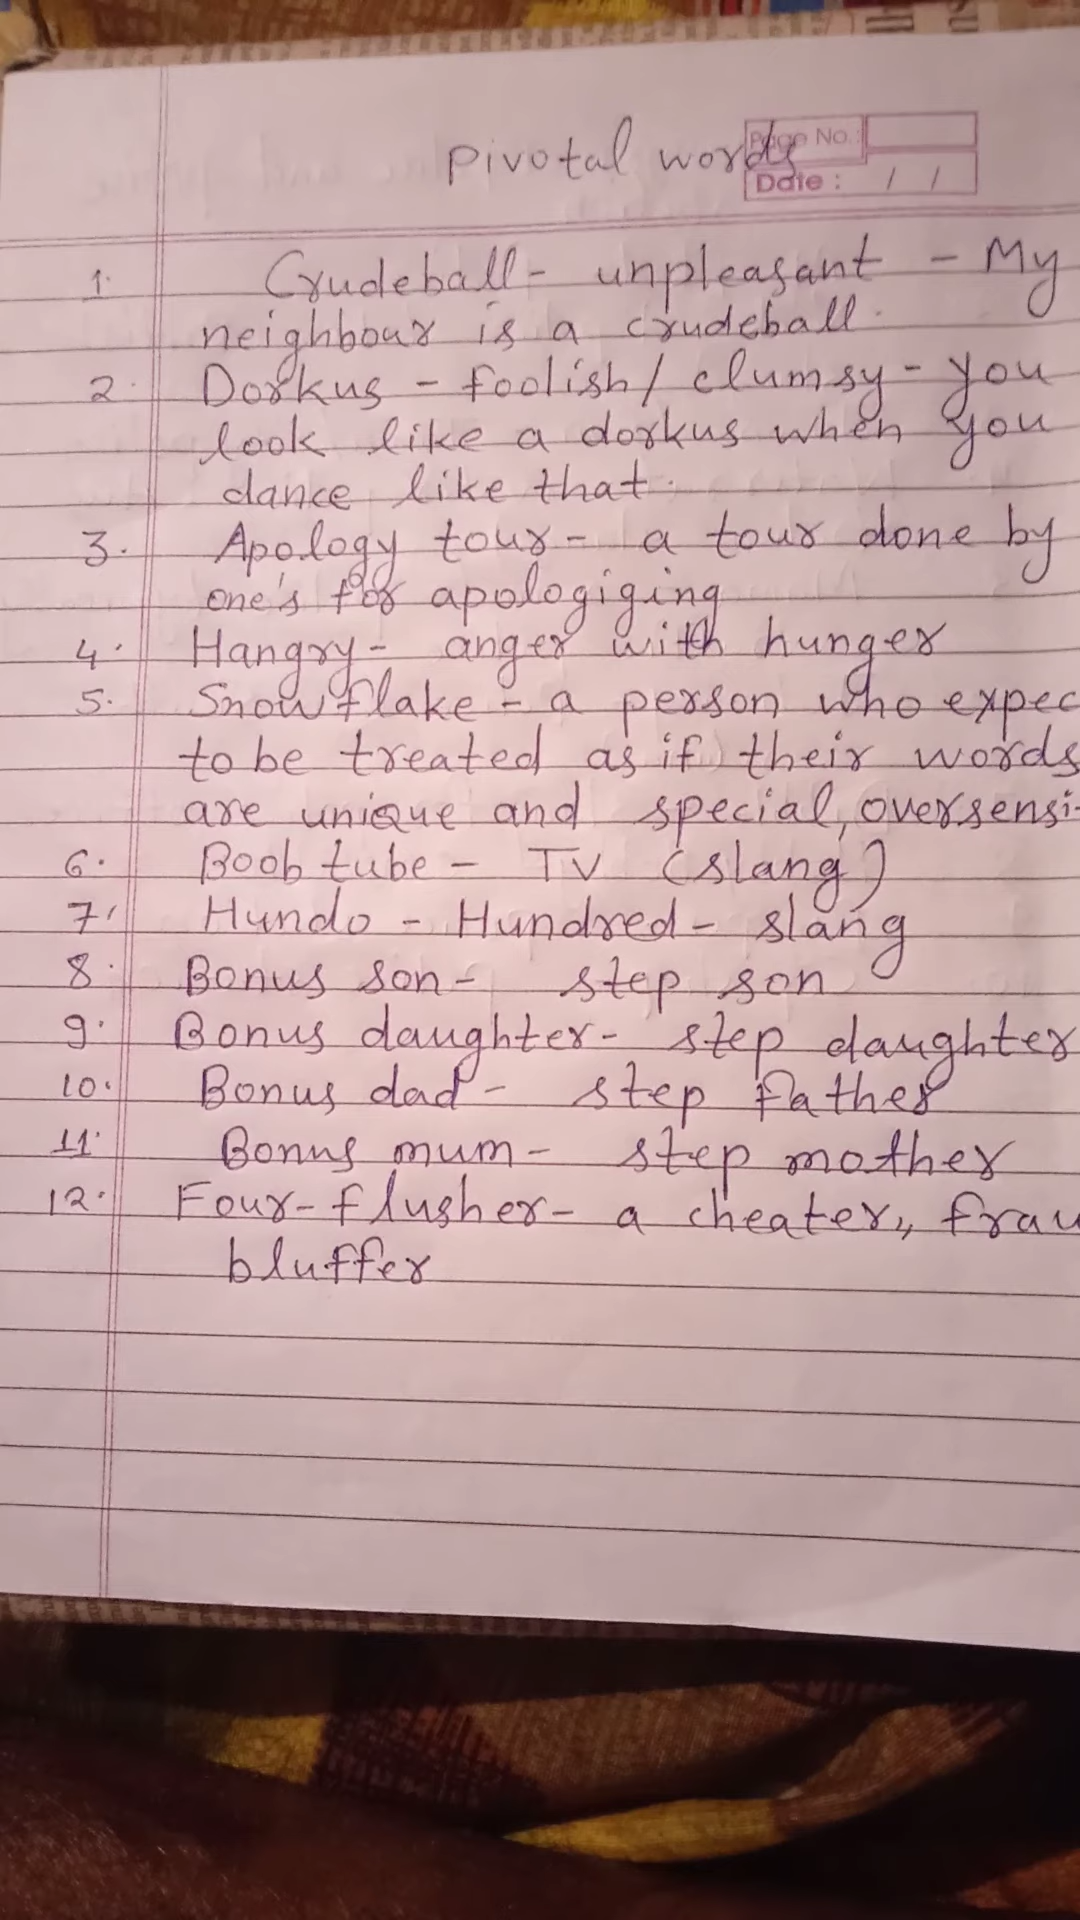 Pivotal words
Page No.:
Date : / /
1. Crudeball - unpleasant - My
neighbour is a crudeball.
2. Dorkus - foolish / clumsy - you
look like a dorkus when you
dance like that.
3. Apology tour - a tour done by
one's for apologiging
4. Hangry - anger with hunger
5. Snowflake - a person who expec
to be treated as if their words
are unique and special, oversensi-
6. Boob tube - TV (slang)
7. Hundo - Hundred - slang
8. Bonus son - step son
9. Bonus daughter - step daughter
10. Bonus dad - step father
11. Bonus mum - step mother
12. Four-flusher - a cheater,, frau
bluffer